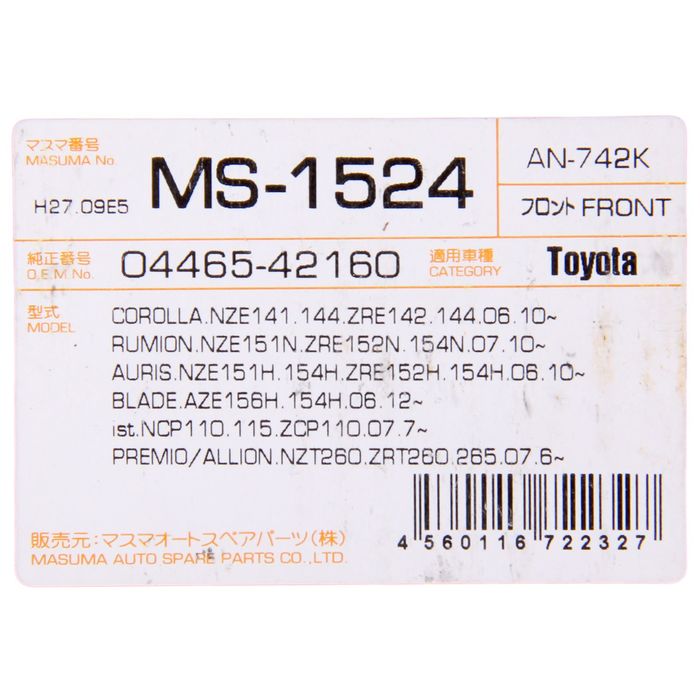 マスマ番号
MASUMA No.
MS-1524
AN-742K
H27.09E5
フロント FRONT
純正番号
O.E.M No.
04465-42160
適用車種
CATEGORY
Toyota
型式
MODEL
COROLLA.NZE141.144.ZRE142.144.06.10~
RUMION.NZE151N.ZRE152N.154N.07.10~
AURIS.NZE151H.154H.ZRE152H.154H.06.10~
BLADE.AZE156H.154H.06.12~
ist.NCP110.115.ZCP110.07.7~
PREMIO/ALLION.NZT260.ZRT260.265.07.6~
販売元:マスマオートスペアパーツ(株)
MASUMA AUTO SPARE PARTS CO.,LTD.
4 560116 722327